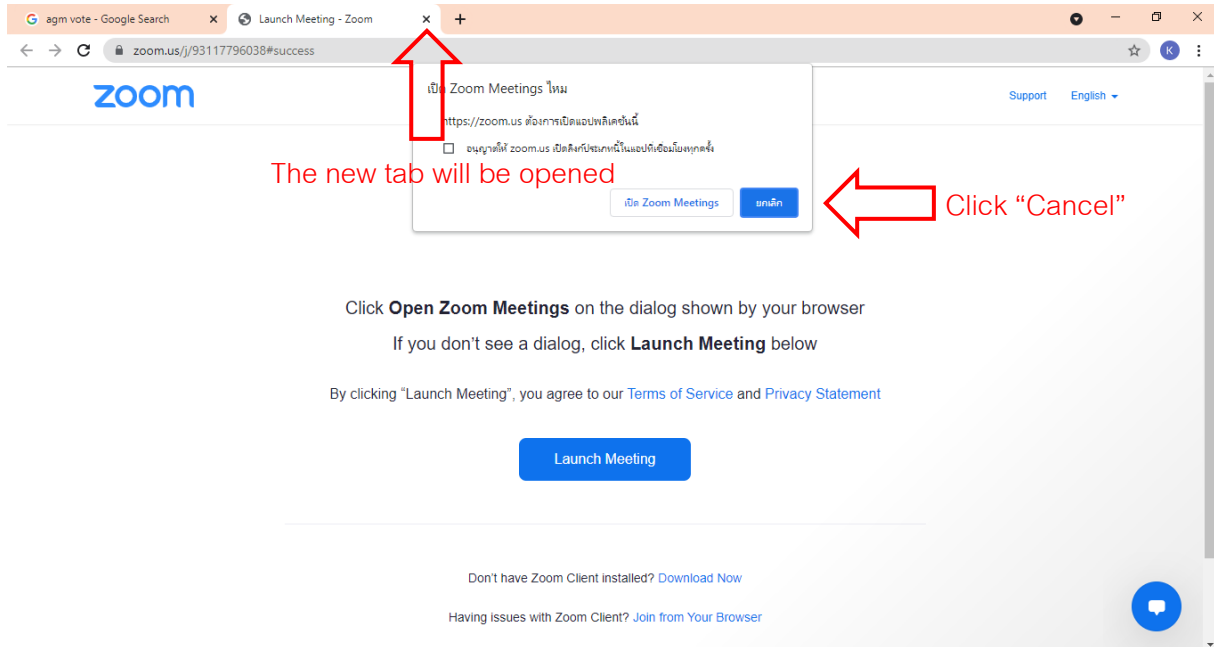 agm vote - Google Search
Launch Meeting - Zoom
zoom.us/j/93117796038#success
K
zoom
Support
English
เปิด Zoom Meetings ไหม
https://zoom.us ต้องการเปิดแอปพลิเคชันนี้
อนุญาตให้ zoom.us เปิดลิงก์ประเภทนี้ในแอปที่เชื่อมโยงทุกครั้ง
The new tab will be opened
เปิด Zoom Meetings
ยกเลิก
Click “Cancel”
Click Open Zoom Meetings on the dialog shown by your browser
If you don’t see a dialog, click Launch Meeting below
By clicking “Launch Meeting”, you agree to our Terms of Service and Privacy Statement
Launch Meeting
Don’t have Zoom Client installed? Download Now
Having issues with Zoom Client? Join from Your Browser